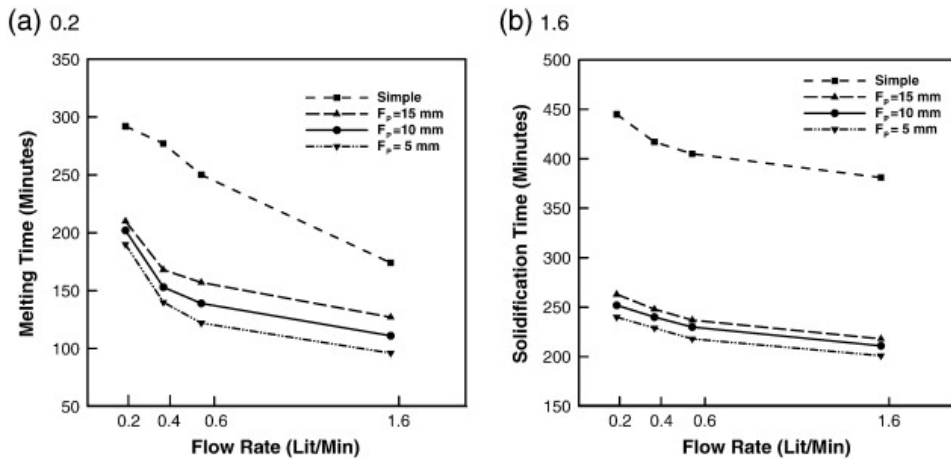 (a) 0.2
350
300
250
200
150
100
50
Melting Time (Minutes)
Simple
Fp=15 mm
Fp=10 mm
Fp= 5 mm
0.2 0.4 0.6 1.6
Flow Rate (Lit/Min)
(b) 1.6
500
450
400
350
300
250
200
150
Solidification Time (Minutes)
Simple
Fp=15 mm
Fp=10 mm
Fp= 5 mm
0.2 0.4 0.6 1.6
Flow Rate (Lit/Min)